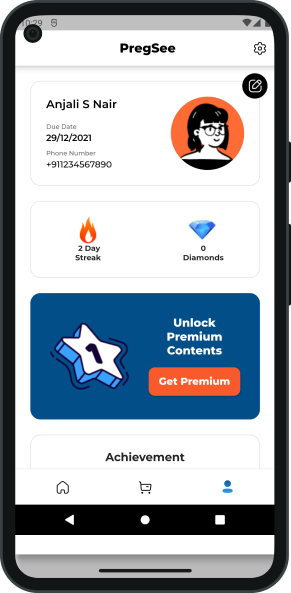 10:29
PregSee
Anjali S Nair
Due Date
29/12/2021
Phone Number
+911234567890
2 Day
Streak
0
Diamonds
Unlock
Premium
Contents
1
Get Premium
Achievement